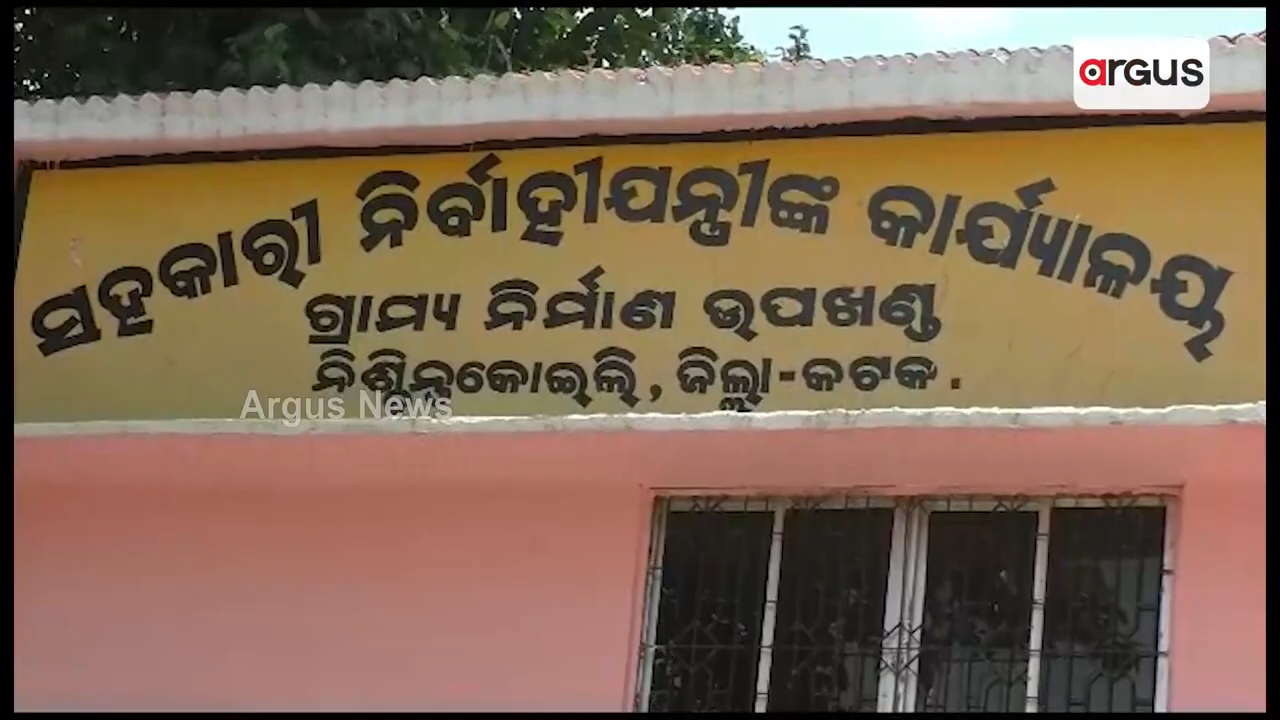 argus
ସହକାରୀ ନିର୍ବାହୀଯନ୍ତ୍ରୀଙ୍କ କାର୍ଯ୍ୟାଳୟ
ଗ୍ରାମ୍ୟ ନିର୍ମାଣ ଉପଖଣ୍ଡ
ନିଶ୍ଚିନ୍ତକୋଇଲି, ଜିଲ୍ଲା-କଟକ.
Argus News